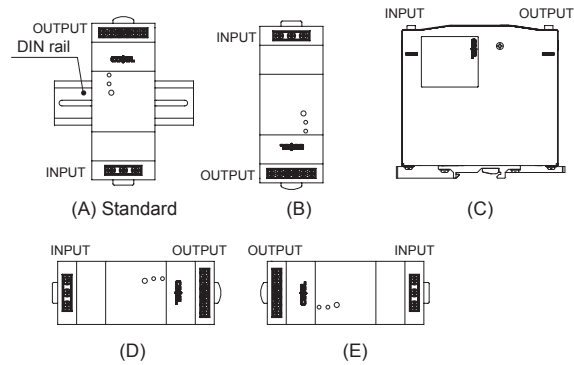 OUTPUT
DIN rail
INPUT
(A) Standard
INPUT
OUTPUT
(B)
INPUT OUTPUT
(C)
INPUT OUTPUT
(D)
OUTPUT INPUT
(E)